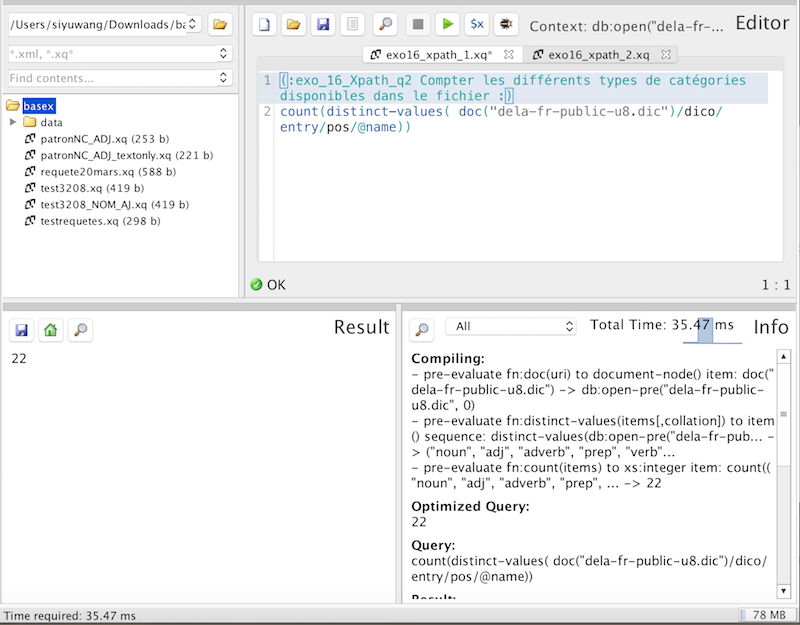 /Users/siyuwang/Downloads/ba
Context: db:open("dela-fr-...
Editor
*.xml, *.xq*
Find contents...
basex
data
patronNC_ADJ.xq (253 b)
patronNC_ADJ_textonly.xq (221 b)
requete20mars.xq (588 b)
test3208.xq (419 b)
test3208_NOM_AJ.xq (419 b)
testrequetes.xq (298 b)
exo16_xpath_1.xq*
exo16_xpath_2.xq
1 (:exo_16_Xpath_q2 Compter les différents types de catégories
disponibles dans le fichier :)
2 count(distinct-values( doc("dela-fr-public-u8.dic")/dico/
entry/pos/@name))
OK
1 : 1
Result
22
All
Total Time: 35.47 ms
Info
Compiling:
- pre-evaluate fn:doc(uri) to document-node() item: doc("
dela-fr-public-u8.dic") -> db:open-pre("dela-fr-public-
u8.dic", 0)
- pre-evaluate fn:distinct-values(items[,collation]) to item
() sequence: distinct-values(db:open-pre("dela-fr-pub... -
> ("noun", "adj", "adverb", "prep", "verb"...
- pre-evaluate fn:count(items) to xs:integer item: count((
"noun", "adj", "adverb", "prep", ... -> 22
Optimized Query:
22
Query:
count(distinct-values( doc("dela-fr-public-u8.dic")/dico/
entry/pos/@name))
Result:
Time required: 35.47 ms
78 MB